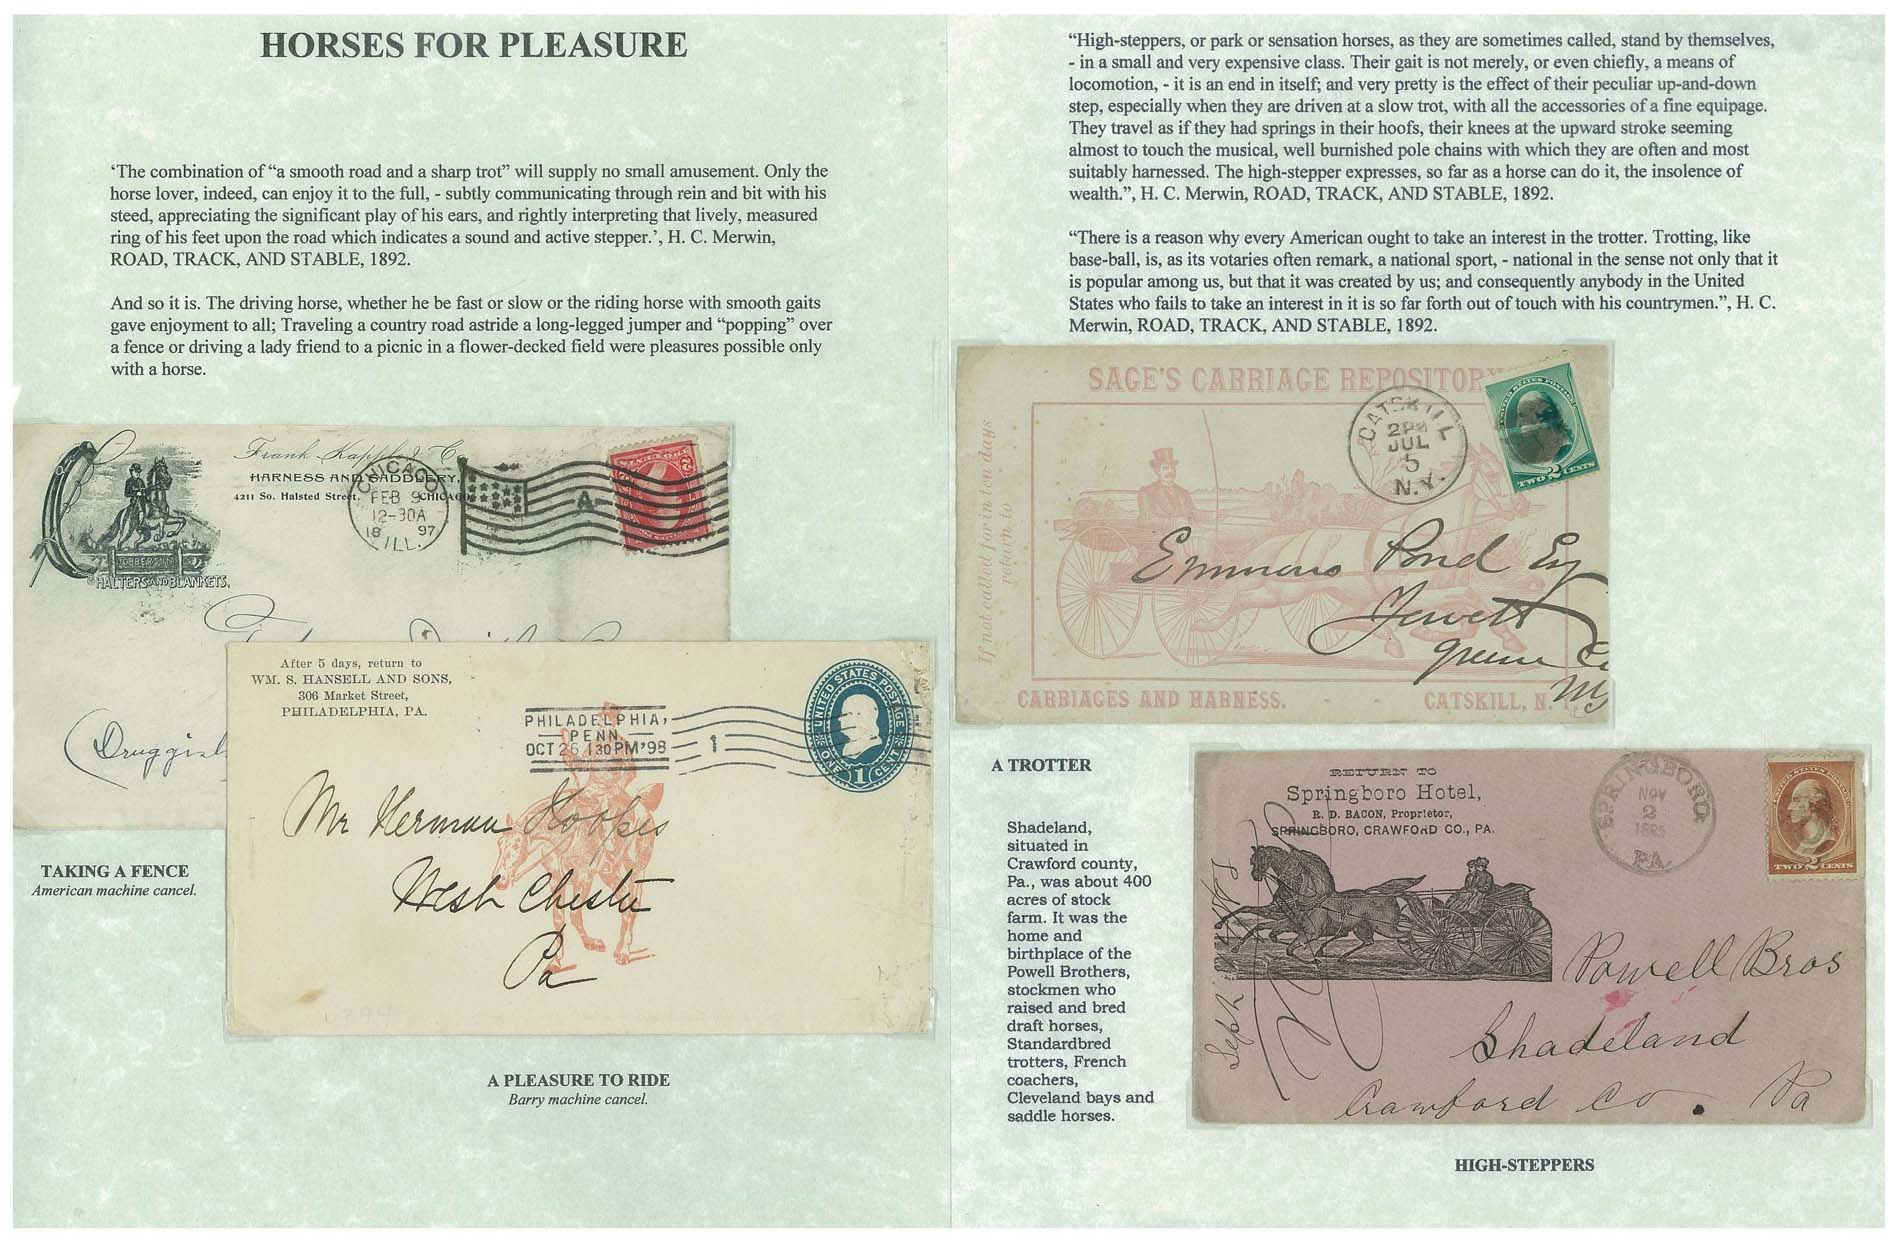 HORSES FOR PLEASURE
‘The combination of “a smooth road and a sharp trot” will supply no small amusement. Only the
horse lover, indeed, can enjoy it to the full, - subtly communicating through rein and bit with his
steed, appreciating the significant play of his ears, and rightly interpreting that lively, measured
ring of his feet upon the road which indicates a sound and active stepper.’, H. C. Merwin,
ROAD, TRACK, AND STABLE, 1892.
And so it is. The driving horse, whether he be fast or slow or the riding horse with smooth gaits
gave enjoyment to all; Traveling a country road astride a long-legged jumper and “popping” over
a fence or driving a lady friend to a picnic in a flower-decked field were pleasures possible only
with a horse.
Frank Kappl
HARNESS AND SADDLERY,
4211 So. Halsted Street, CHICAGO
JOBBERS IN
HALTERS AND BLANKETS.
CHICAGO
FEB 9
12-30A
18 97
ILL.
A
Druggist
After 5 days, return to
WM. S. HANSELL AND SONS,
306 Market Street,
PHILADELPHIA, PA.
PHILADELPHIA,
PENN.
OCT 26 1 30 PM '98
1
UNITED STATES POSTAGE
ONE 1 CENT
Mr Herman Hoopes
West Chester
Pa
TAKING A FENCE
American machine cancel.
A PLEASURE TO RIDE
Barry machine cancel.
“High-steppers, or park or sensation horses, as they are sometimes called, stand by themselves,
- in a small and very expensive class. Their gait is not merely, or even chiefly, a means of
locomotion, - it is an end in itself; and very pretty is the effect of their peculiar up-and-down
step, especially when they are driven at a slow trot, with all the accessories of a fine equipage.
They travel as if they had springs in their hoofs, their knees at the upward stroke seeming
almost to touch the musical, well burnished pole chains with which they are often and most
suitably harnessed. The high-stepper expresses, so far as a horse can do it, the insolence of
wealth.”, H. C. Merwin, ROAD, TRACK, AND STABLE, 1892.
“There is a reason why every American ought to take an interest in the trotter. Trotting, like
base-ball, is, as its votaries often remark, a national sport, - national in the sense not only that it
is popular among us, but that it was created by us; and consequently anybody in the United
States who fails to take an interest in it is so far forth out of touch with his countrymen.”, H. C.
Merwin, ROAD, TRACK, AND STABLE, 1892.
SAGE'S CARRIAGE REPOSITORY
If not called for in ten days
return to
CATSKILL
2PM
JUL
5
N.Y.
UNITED STATES POSTAGE
TWO 2 CENTS
Emmons Pond Esq
Jewett
Greene Co
NY
CARRIAGES AND HARNESS. CATSKILL, N.
A TROTTER
Shadeland,
situated in
Crawford county,
Pa., was about 400
acres of stock
farm. It was the
home and
birthplace of the
Powell Brothers,
stockmen who
raised and bred
draft horses,
Standardbred
trotters, French
coachers,
Cleveland bays and
saddle horses.
RETURN TO
Springboro Hotel,
R. D. BACON, Proprietor,
SPRINGBORO, CRAWFORD CO., PA.
SPRINGBORO
NOV
2
1885
PA.
UNITED STATES POSTAGE
TWO 2 CENTS
Powell Bros
Shadeland
Crawford Co. Pa
HIGH-STEPPERS